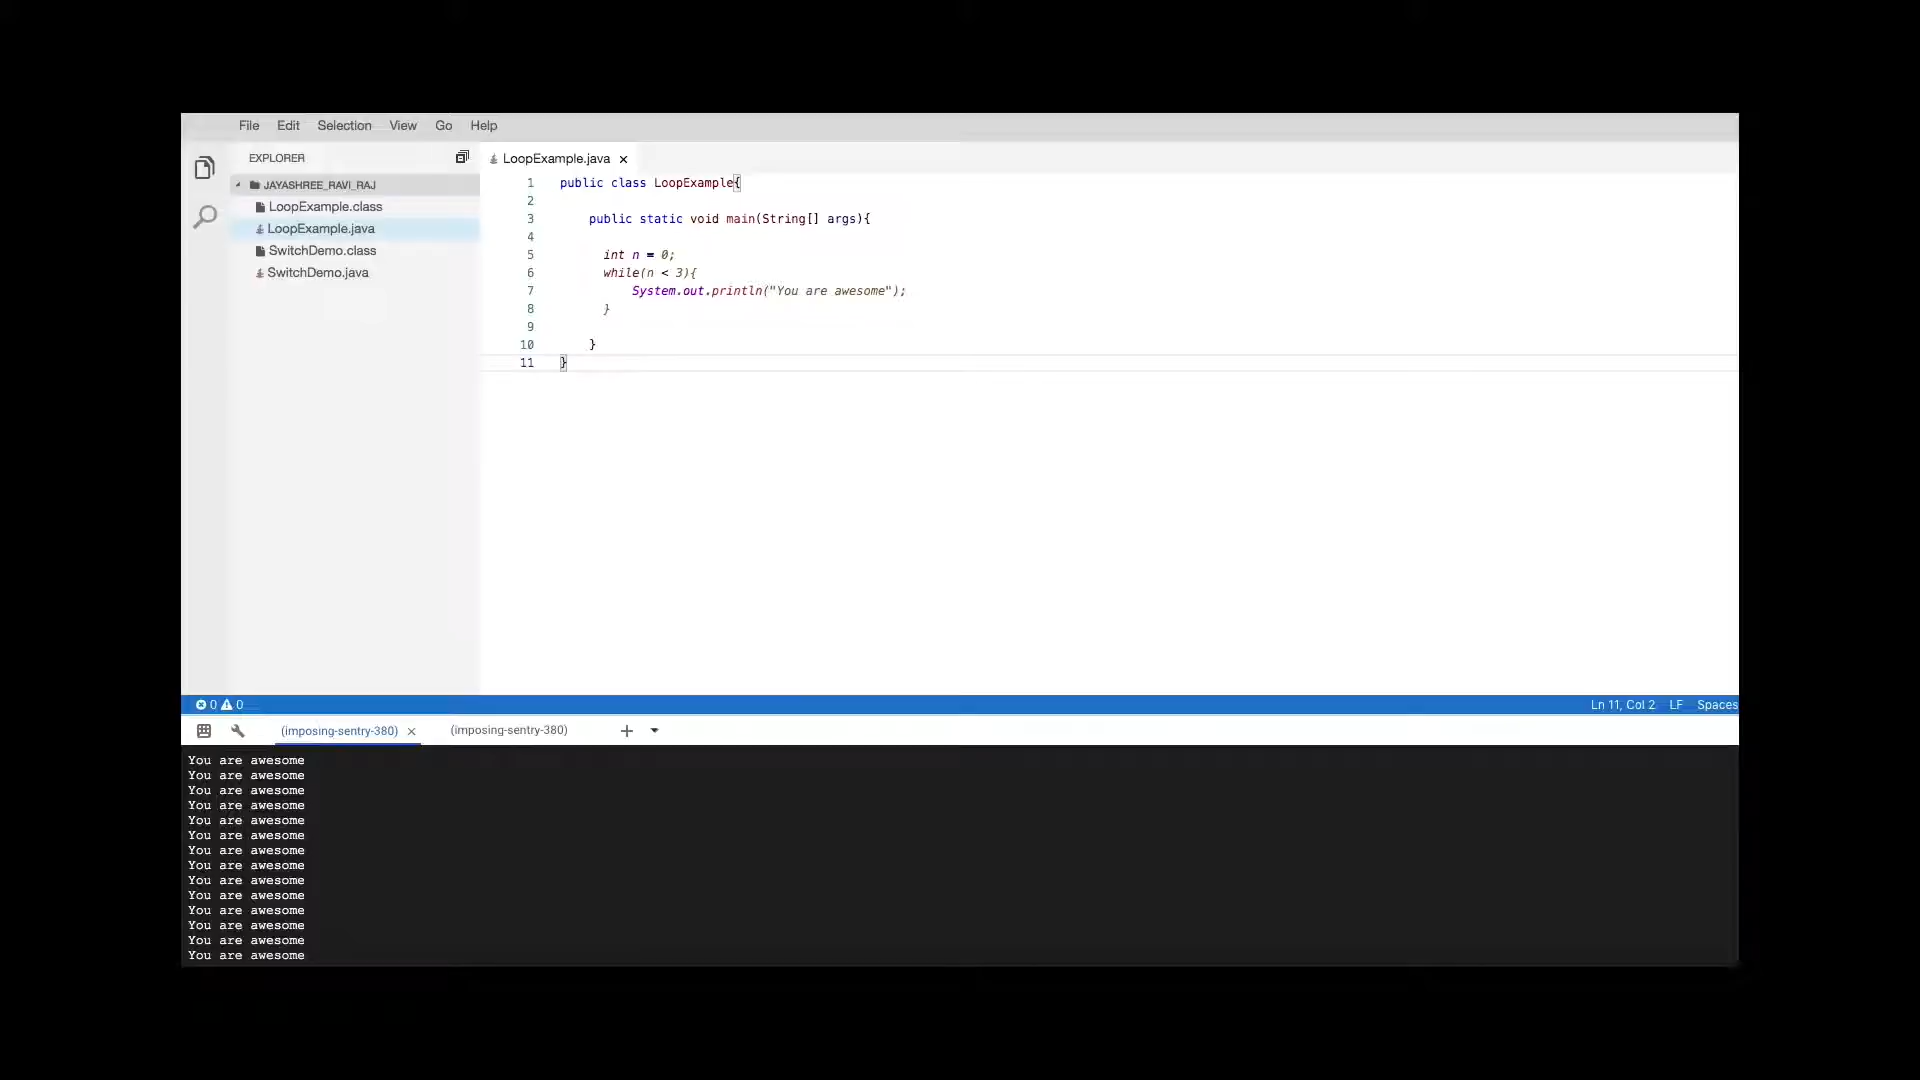 File Edit Selection View Go Help
EXPLORER
JAYASHREE_RAVI_RAJ
LoopExample.class
LoopExample.java
SwitchDemo.class
SwitchDemo.java
LoopExample.java ×
1 public class LoopExample{
2
3 public static void main(String[] args){
4
5 int n = 0;
6 while(n < 3){
7 System.out.println("You are awesome");
8 }
9
10 }
11 }
0 0 Ln 11, Col 2 LF Spaces
(imposing-sentry-380) × (imposing-sentry-380) +
You are awesome
You are awesome
You are awesome
You are awesome
You are awesome
You are awesome
You are awesome
You are awesome
You are awesome
You are awesome
You are awesome
You are awesome
You are awesome
You are awesome